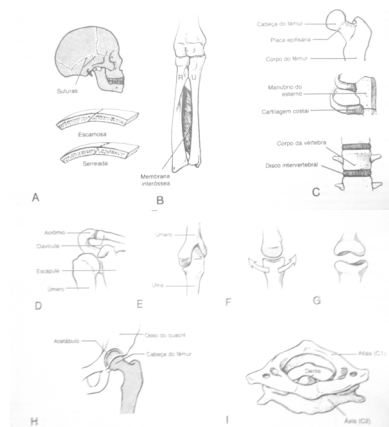 Suturas
Escamosa
Serreada
A
R
U
Membrana
interóssea
B
Cabeça do fêmur
Placa epifisária
Corpo do fêmur
Manúbrio do
esterno
Cartilagem costal
Corpo da vértebra
Disco intervertebral
C
Acrômio
Clavícula
Escápula
Úmero
D
Úmero
Ulna
E
F
G
Acetábulo
Osso do quadril
Cabeça do fêmur
H
Atlas (C1)
Dente
Áxis (C2)
I